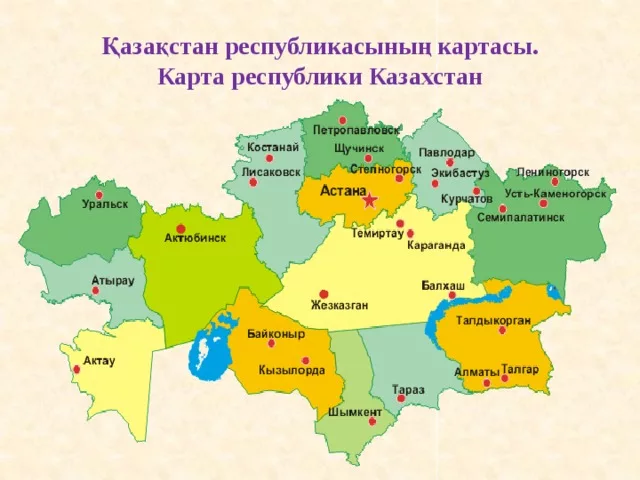 Қазақстан республикасының картасы.
Карта республики Казахстан
Петропавловск
Костанай
Щучинск
Павлодар
Лисаковск
Степногорск
Экибастуз
Лениногорск
Астана
Курчатов
Усть-Каменогорск
Уральск
Семипалатинск
Актюбинск
Темиртау
Караганда
Атырау
Балхаш
Жезказган
Талдыкорган
Байконыр
Актау
Кызылорда
Алматы
Талгар
Тараз
Шымкент